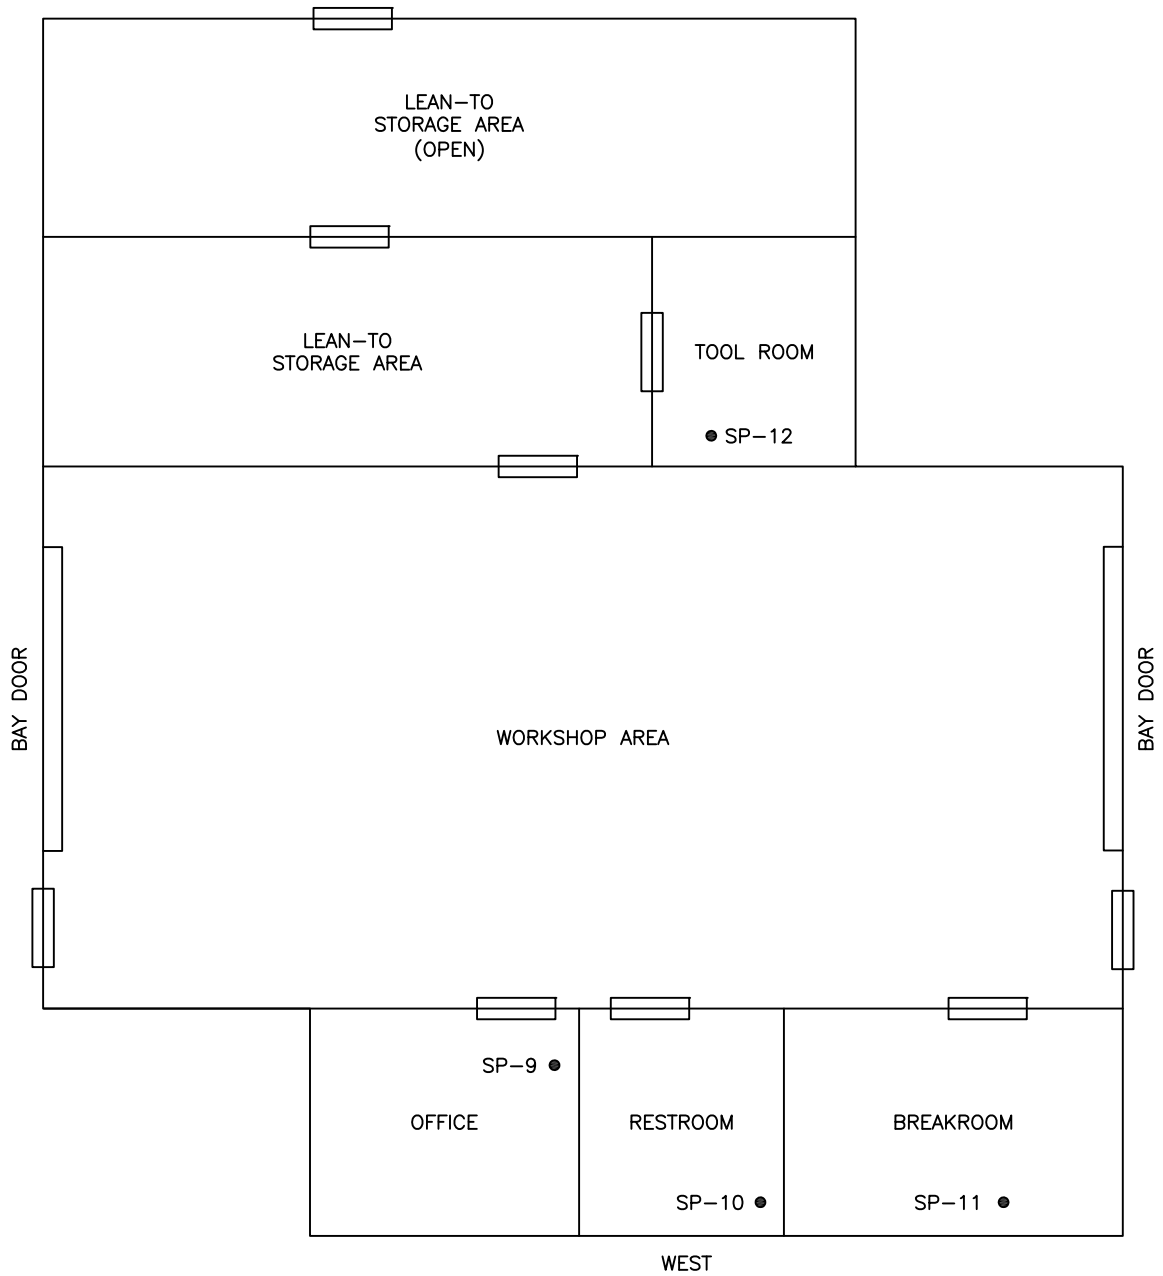 LEAN-TO
STORAGE AREA
(OPEN)
LEAN-TO
STORAGE AREA
TOOL ROOM
SP-12
BAY DOOR
WORKSHOP AREA
BAY DOOR
SP-9
OFFICE
RESTROOM
BREAKROOM
SP-10
SP-11
WEST